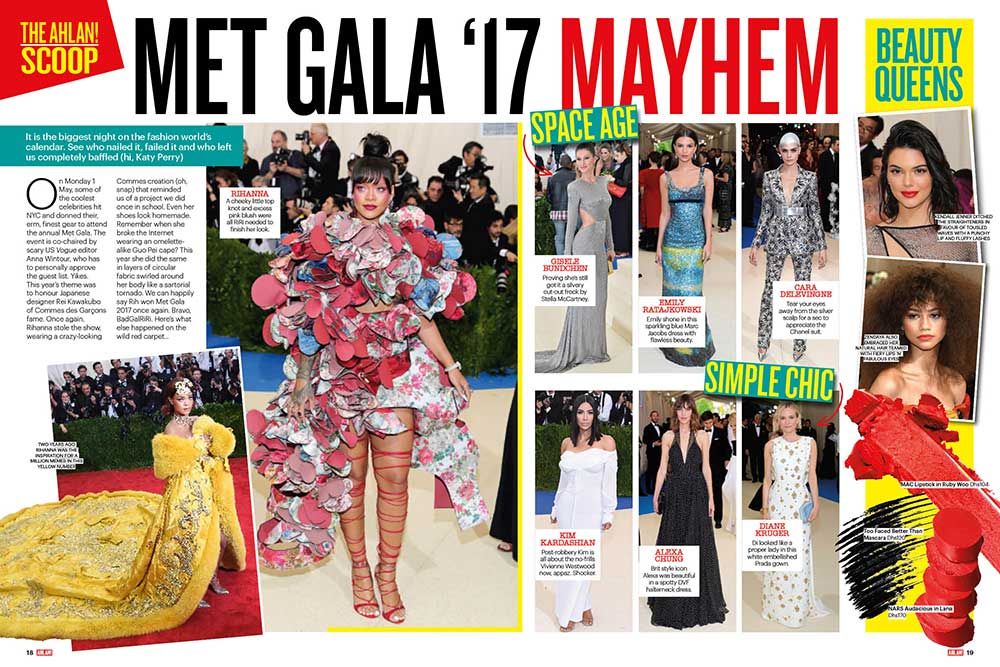 THE AHLAN!
SCOOP
MET GALA ‘17 MAYHEM
It is the biggest night on the fashion world’s
calendar. See who nailed it, failed it and who left
us completely baffled (hi, Katy Perry)
On Monday 1
May, some of
the coolest
celebrities hit
NYC and donned their,
erm, finest gear to attend
the annual Met Gala. The
event is co-chaired by
scary US Vogue editor
Anna Wintour, who has
to personally approve
the guest list. Yikes.
This year’s theme was
to honour Japanese
designer Rei Kawakubo
of Commes des Garçons
fame. Once again,
Rihanna stole the show,
wearing a crazy-looking
Commes creation (oh,
snap) that reminded
us of a project we did
once in school. Even her
shoes look homemade.
Remember when she
broke the Internet
wearing an omelette-
alike Guo Pei cape? This
year she did the same
in layers of circular
fabric swirled around
her body like a sartorial
tornado. We can happily
say Rih won Met Gala
2017 once again. Bravo,
BadGalRiRi. Here’s what
else happened on the
wild red carpet...
TWO YEARS AGO
RIHANNA WAS THE
INSPIRATION FOR A
MILLION MEMES IN THIS
YELLOW NUMBER
RIHANNA
A cheeky little top
knot and excess
pink blush were
all RiRi needed to
finish her look.
SPACE AGE
GISELE
BUNDCHEN
Proving she’s still
got it a silvery
cut-out frock by
Stella McCartney.
EMILY
RATAJKOWSKI
Emily shone in this
sparkling blue Marc
Jacobs dress with
flawless beauty.
CARA
DELEVINGNE
Tear your eyes
away from the silver
scalp for a sec to
appreciate the
Chanel suit.
SIMPLE CHIC
KIM
KARDASHIAN
Post-robbery Kim is
all about the no-frills
Vivienne Westwood
now, appaz. Shocker.
ALEXA
CHUNG
Brit style icon
Alexa was beautiful
in a spotty DVF
halterneck dress.
DIANE
KRUGER
Di looked like a
proper lady in this
white embellished
Prada gown.
BEAUTY
QUEENS
KENDALL JENNER DITCHED
THE STRAIGHTENERS IN
FAVOUR OF TOUSLED
WAVES WITH A PUNCHY
LIP AND FLUFFY LASHES
ZENDAYA ALSO
EMBRACED HER
NATURAL HAIR TEAMED
WITH FIERY LIPS ’N’
FABULOUS EYES
MAC Lipstick in Ruby Woo Dhs104
Too Faced Better Than
Mascara Dhs120
NARS Audacious in Lana
Dhs170
18 AHLAN!
AHLAN! 19